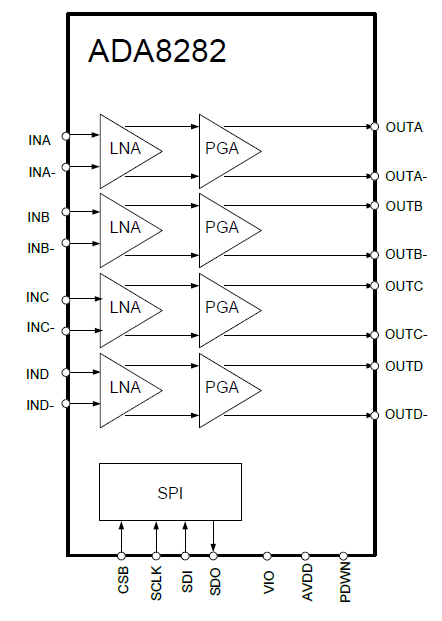 ADA8282
INA
LNA
PGA
OUTA
INA-
OUTA-
INB
LNA
PGA
OUTB
INB-
OUTB-
INC
LNA
PGA
OUTC
INC-
OUTC-
IND
LNA
PGA
OUTD
IND-
OUTD-
SPI
CSB
SCLK
SDI
SDO
VIO
AVDD
PDWN